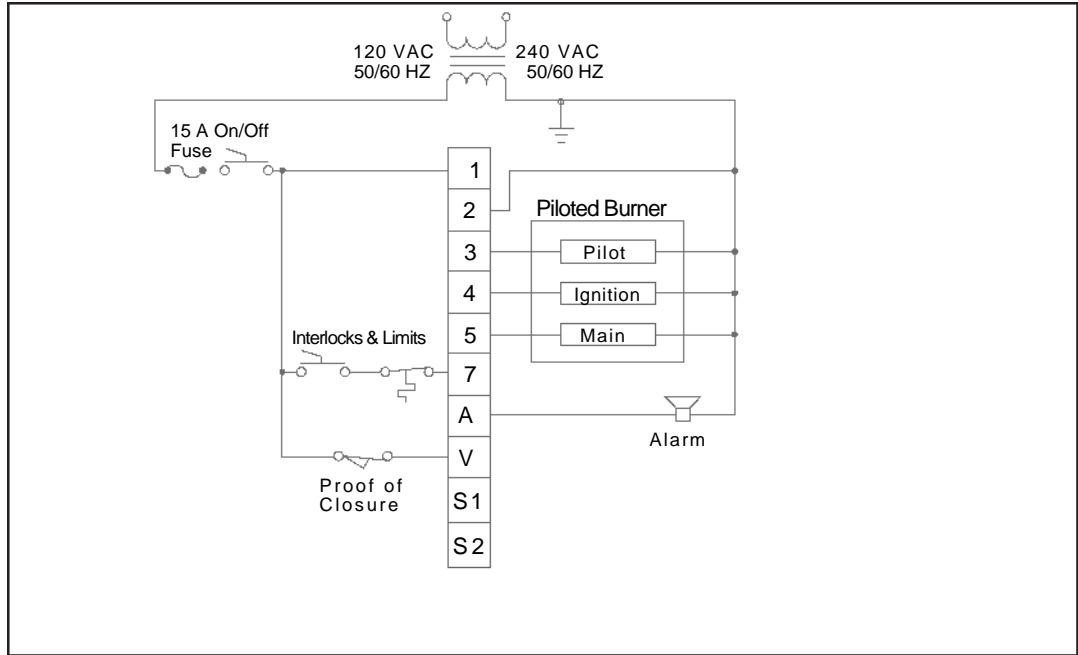 120 VAC
50/60 HZ
240 VAC
50/60 HZ
15 A On/Off
Fuse
1
2
Piloted Burner
3
Pilot
4
Ignition
5
Main
Interlocks & Limits
7
A
Alarm
V
Proof of
Closure
S1
S2